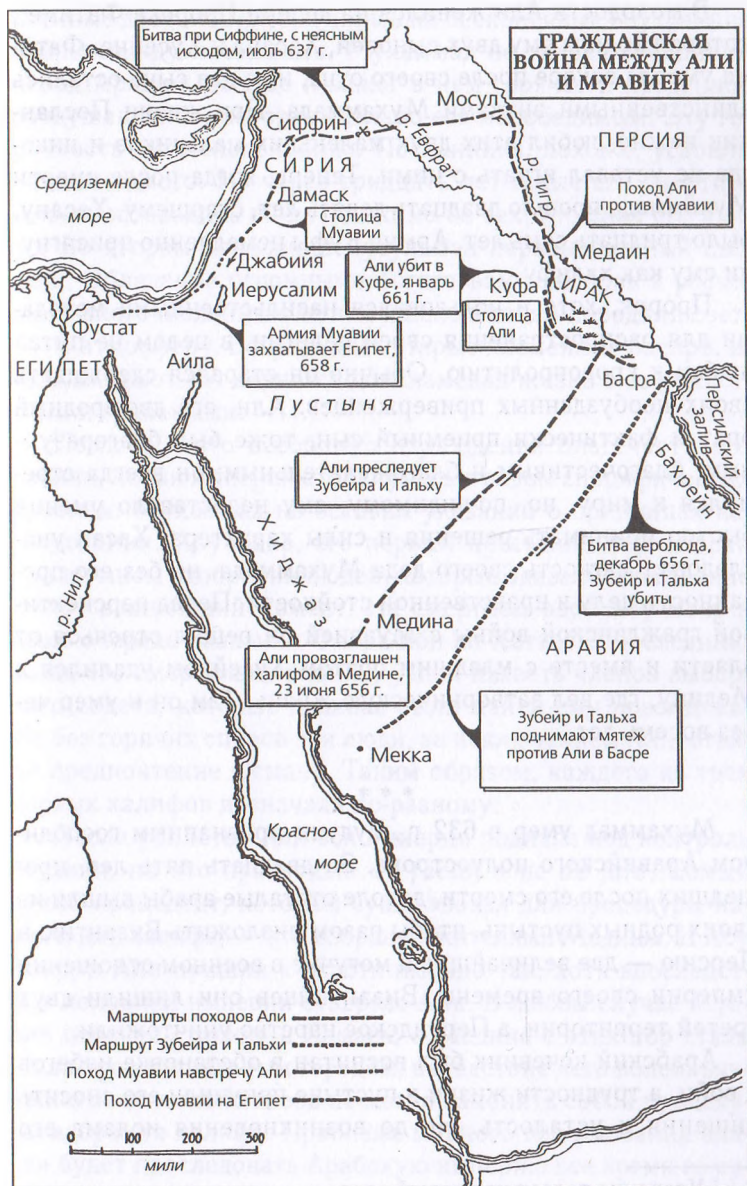 Битва при Сиффине, с неясным
исходом, июль 637 г.
ГРАЖДАНСКАЯ
ВОЙНА МЕЖДУ АЛИ
И МУАВИЕЙ
Мосул
Сиффин
р. Евфрат
ПЕРСИЯ
СИРИЯ
р. Тигр
Средиземное
море
Дамаск
Поход Али
против Муавии
Столица
Муавии
Медаин
Джабийя
Али убит в
Куфе, январь
661 г.
Куфа
ИРАК
Иерусалим
Столица
Али
Фустат
Армия Муавии
захватывает Египет,
658 г.
ЕГИПЕТ
Айла
Басра
Пустыня
Персидский
залив
Бахрейн
Али преследует
Зубейра и Тальха
Хиджаз
Битва верблюда,
декабрь 656 г.
Зубейр и Тальха
убиты
р. Нил
Медина
АРАВИЯ
Али провозглашен
халифом в Медине,
23 июня 656 г.
Зубейр и Тальха
поднимают мятеж
против Али в Басре
Мекка
Красное
море
Маршруты походов Али
Маршрут Зубейра и Тальха
Поход Муавии навстречу Али
Поход Муавии на Египет
0 100 300
мили